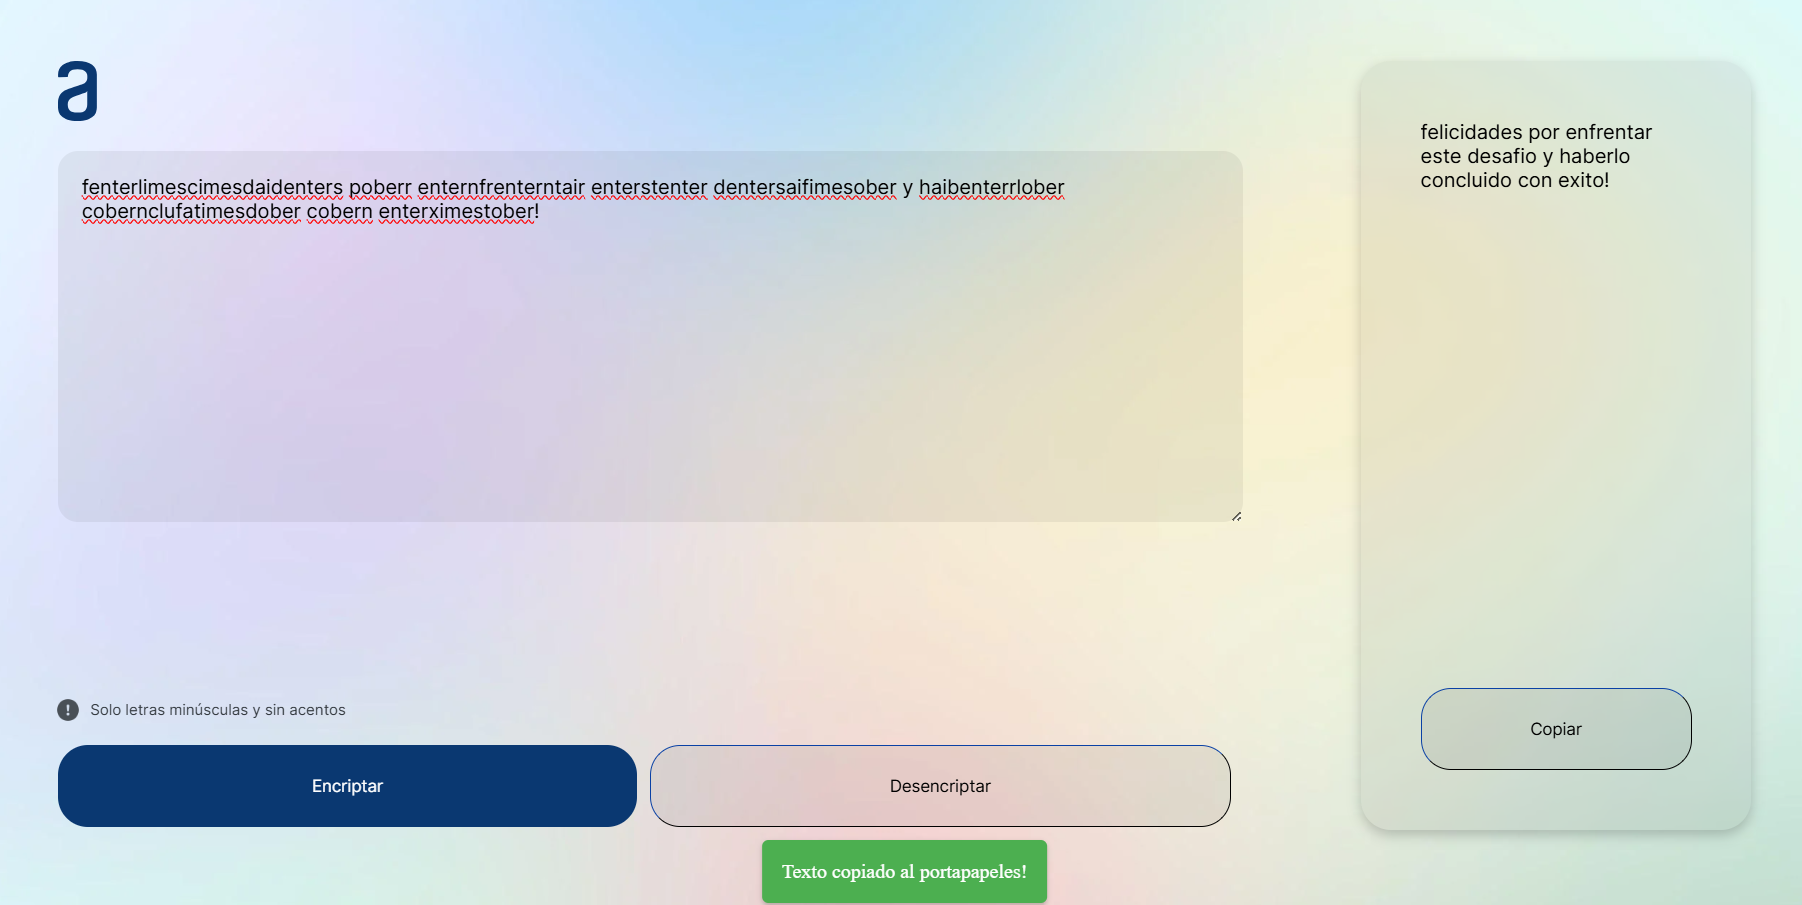 a
fenterlimescimesdaidenters poberr enternfrenterntair enterstenter dentersaifimesober y haibenterrlober
cobernclufatimesdober cobern enterximestober!
Solo letras minúsculas y sin acentos
Encriptar
Desencriptar
felicidades por enfrentar
este desafio y haberlo
concluido con exito!
Copiar
Texto copiado al portapapeles!